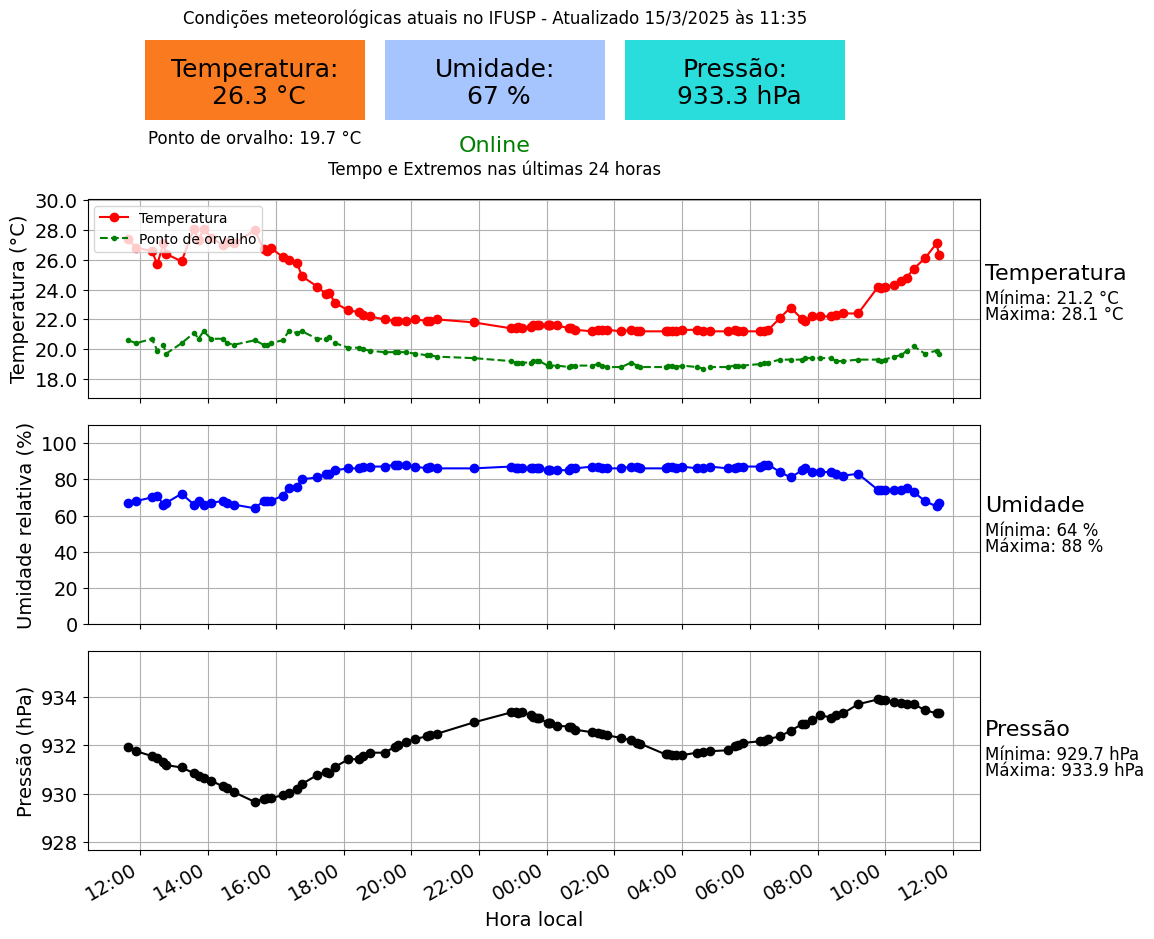 Condições meteorológicas atuais no IFUSP - Atualizado 15/3/2025 às 11:35
Temperatura:
26.3 °C
Umidade:
67 %
Pressão:
933.3 hPa
Ponto de orvalho: 19.7 °C
Online
Tempo e Extremos nas últimas 24 horas
Temperatura (°C)
30.0
28.0
26.0
24.0
22.0
20.0
18.0
Temperatura
Ponto de orvalho
Temperatura
Mínima: 21.2 °C
Máxima: 28.1 °C
Umidade relativa (%)
100
80
60
40
20
0
Umidade
Mínima: 64 %
Máxima: 88 %
Pressão (hPa)
934
932
930
928
Pressão
Mínima: 929.7 hPa
Máxima: 933.9 hPa
12:00 14:00 16:00 18:00 20:00 22:00 00:00 02:00 04:00 06:00 08:00 10:00 12:00
Hora local